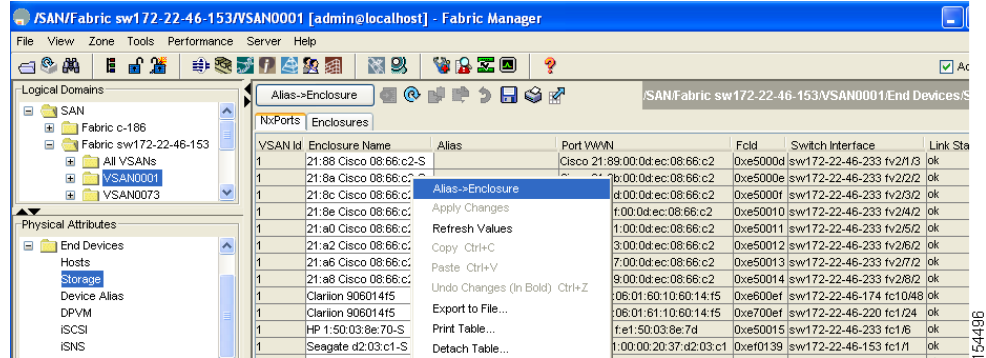 /SAN/Fabric sw172-22-46-153/VSAN0001 [admin@localhost] - Fabric Manager
File View Zone Tools Performance Server Help
Logical Domains
SAN
Fabric c-186
Fabric sw172-22-46-153
All VSANs
VSAN0001
VSAN0073
Physical Attributes
End Devices
Hosts
Storage
Device Alias
DPVM
iSCSI
iSNS
Alias->Enclosure /SAN/Fabric sw172-22-46-153/VSAN0001/End Devices/S
NxPorts Enclosures
VSAN Id Enclosure Name Alias Port WWN FcId Switch Interface Link Sta
1 21:88 Cisco 08:66:c2-S Cisco 21:89:00:0d:ec:08:66:c2 0xe5000d sw172-22-46-233 fv2/1/3 ok
1 21:8a Cisco 08:66:c2-S :00:0d:ec:08:66:c2 0xe5000e sw172-22-46-233 fv2/2/2 ok
1 21:8c Cisco 08:66:c2 d:00:0d:ec:08:66:c2 0xe5000f sw172-22-46-233 fv2/3/2 ok
1 21:8e Cisco 08:66:c2 f:00:0d:ec:08:66:c2 0xe50010 sw172-22-46-233 fv2/4/2 ok
1 21:a0 Cisco 08:66:c2 1:00:0d:ec:08:66:c2 0xe50011 sw172-22-46-233 fv2/5/2 ok
1 21:a2 Cisco 08:66:c2 3:00:0d:ec:08:66:c2 0xe50012 sw172-22-46-233 fv2/6/2 ok
1 21:a6 Cisco 08:66:c2 7:00:0d:ec:08:66:c2 0xe50013 sw172-22-46-233 fv2/7/2 ok
1 21:a8 Cisco 08:66:c2 9:00:0d:ec:08:66:c2 0xe50014 sw172-22-46-233 fv2/8/2 ok
1 Clariion 906014f5 :06:01:60:10:60:14:f5 0xe600ef sw172-22-46-174 fc10/48 ok
1 Clariion 906014f5 :06:01:61:10:60:14:f5 0xe700ef sw172-22-46-220 fc1/24 ok
1 HP 1:50:03:8e:70-S f:e1:50:03:8e:7d 0xe50015 sw172-22-46-233 fc1/6 ok
1 Seagate d2:03:c1-S 1:00:00:20:37:d2:03:c1 0xef0139 sw172-22-46-153 fc1/1 ok
Alias->Enclosure
Apply Changes
Refresh Values
Copy Ctrl+C
Paste Ctrl+V
Undo Changes (In Bold) Ctrl+Z
Export to File...
Print Table...
Detach Table...
154496